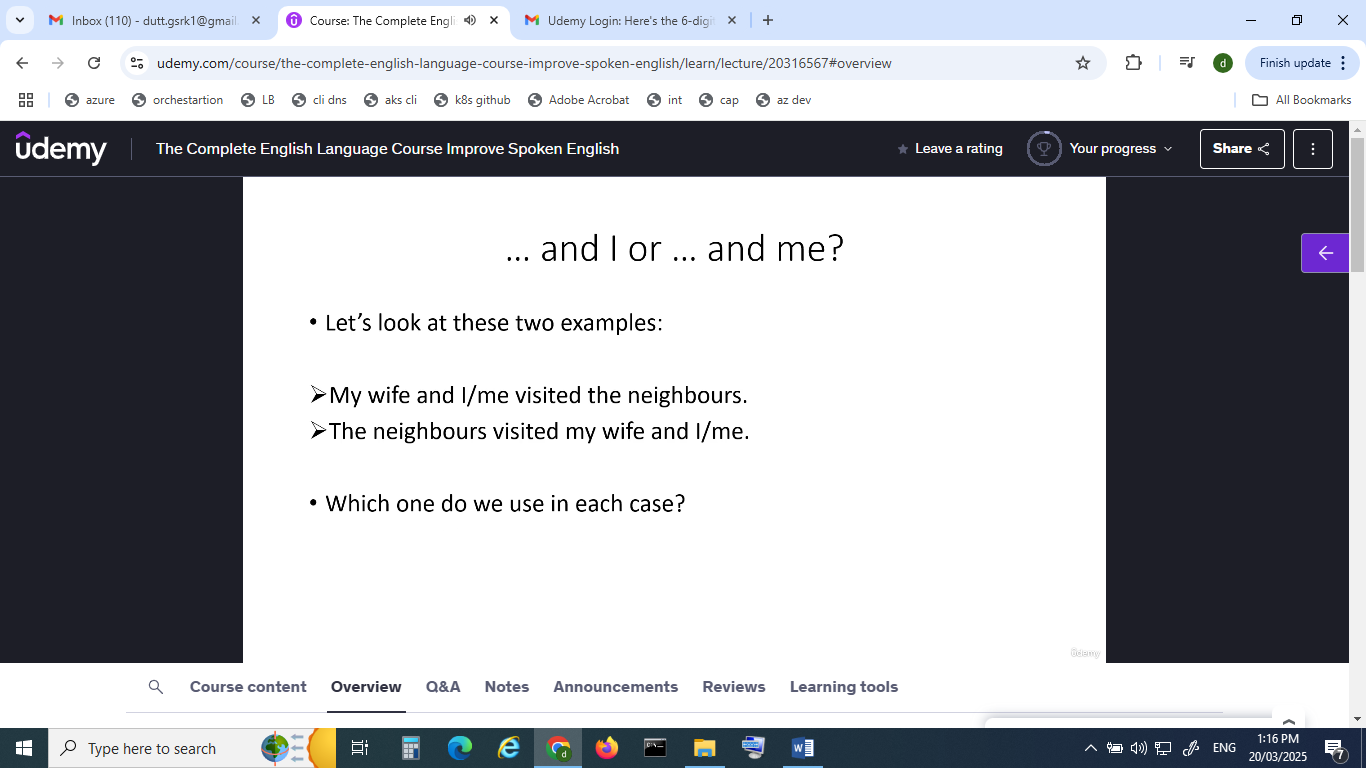 Inbox (110) - dutt.gsrk1@gmail
Course: The Complete Engli
Udemy Login: Here's the 6-digi
udemy.com/course/the-complete-english-language-course-improve-spoken-english/learn/lecture/20316567#overview
d
Finish update
azure
orchestartion
LB
cli dns
aks cli
k8s github
Adobe Acrobat
int
cap
az dev
All Bookmarks
udemy
The Complete English Language Course Improve Spoken English
Leave a rating
Your progress
Share
... and I or ... and me?
• Let's look at these two examples:
➢My wife and I/me visited the neighbours.
➢The neighbours visited my wife and I/me.
• Which one do we use in each case?
ûdemy
Course content
Overview
Q&A
Notes
Announcements
Reviews
Learning tools
Type here to search
ENG
1:16 PM
20/03/2025
7